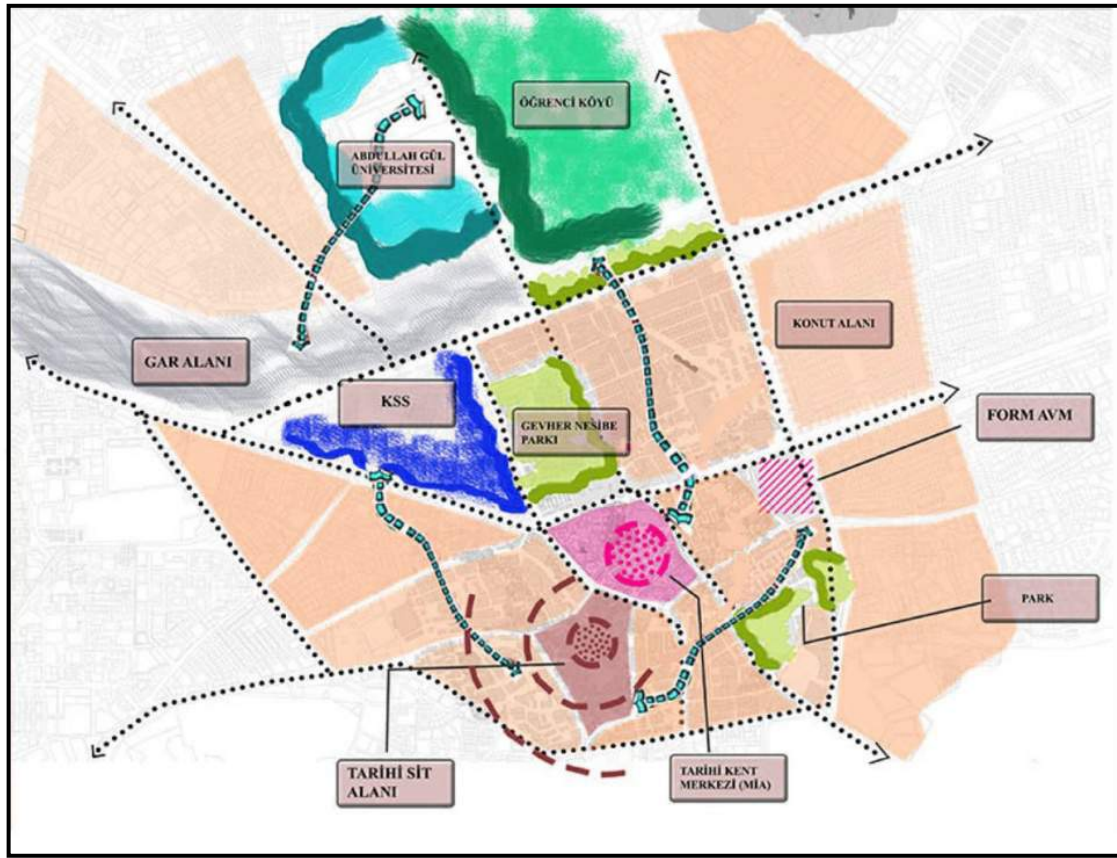 ÖĞRENCİ KÖYÜ
ABDULLAH GÜL
ÜNİVERSİTESİ
KONUT ALANI
GAR ALANI
KSS
GEVHER NESİBE
PARKI
FORM AVM
PARK
TARİHİ SİT
ALANI
TARİHİ KENT
MERKEZİ (MİA)